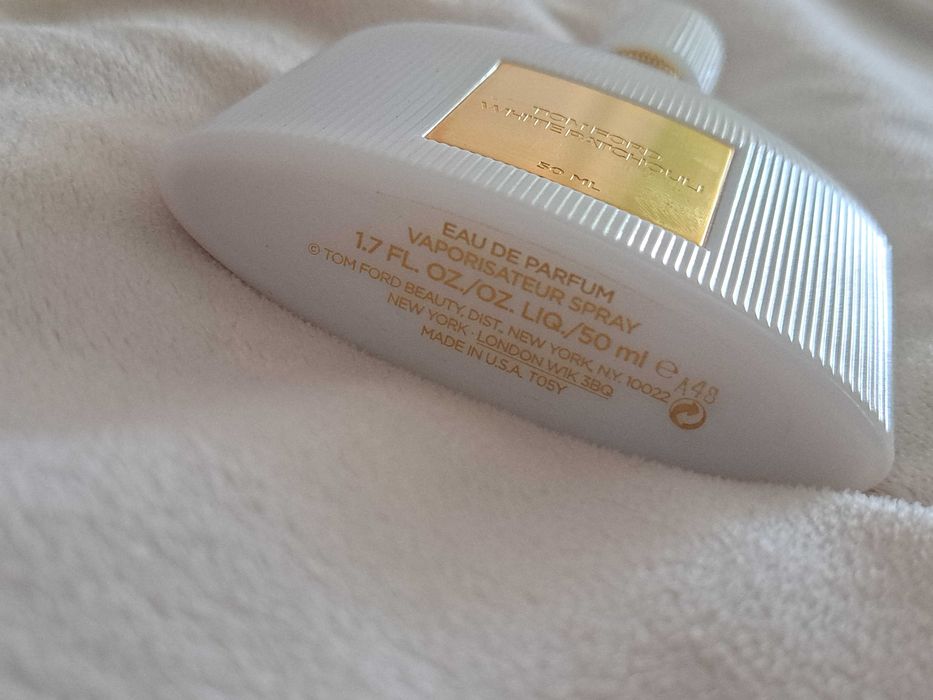 TOM FORD
WHITE PATCHOULI
50 ML
EAU DE PARFUM
VAPORISATEUR SPRAY
1.7 FL. OZ./OZ. LIQ./50 ml ℮
© TOM FORD BEAUTY, DIST. NEW YORK, NY. 10022
NEW YORK · LONDON W1K 3BQ
MADE IN U.S.A. T05Y
A48